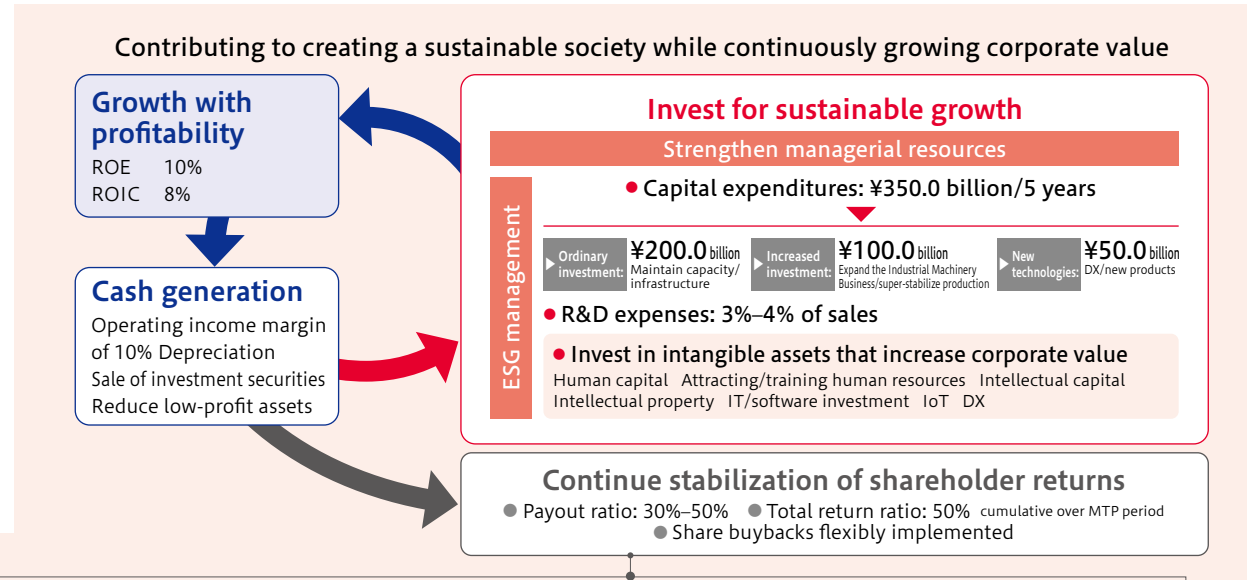 Contributing to creating a sustainable society while continuously growing corporate value
Growth with
profitability
ROE 10%
ROIC 8%
Cash generation
Operating income margin
of 10% Depreciation
Sale of investment securities
Reduce low-profit assets
Invest for sustainable growth
Strengthen managerial resources
ESG management
● Capital expenditures: ¥350.0 billion/5 years
Ordinary
investment:
¥200.0 billion
Maintain capacity/
infrastructure
Increased
investment:
¥100.0 billion
Expand the Industrial Machinery
Business/super-stabilize production
New
technologies:
¥50.0 billion
DX/new products
● R&D expenses: 3%–4% of sales
● Invest in intangible assets that increase corporate value
Human capital Attracting/training human resources Intellectual capital
Intellectual property IT/software investment IoT DX
Continue stabilization of shareholder returns
● Payout ratio: 30%–50% ● Total return ratio: 50% cumulative over MTP period
● Share buybacks flexibly implemented